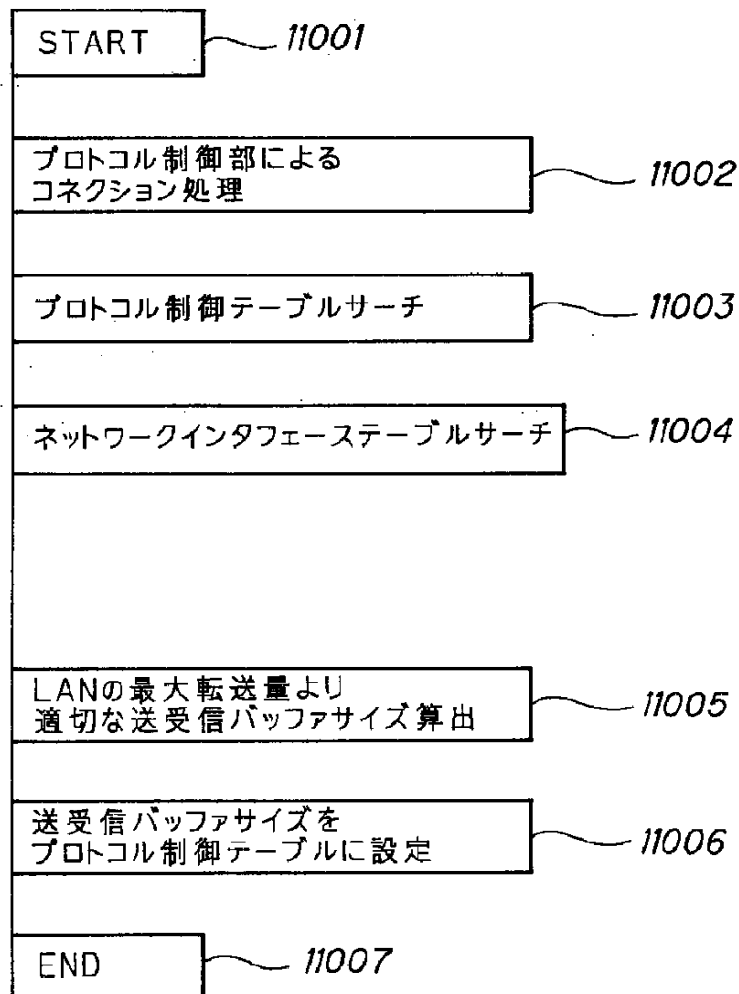 START 11001
プロトコル制御部による
コネクション処理 11002
プロトコル制御テーブルサーチ 11003
ネットワークインタフェーステーブルサーチ 11004
LANの最大転送量より
適切な送受信バッファサイズ算出 11005
送受信バッファサイズを
プロトコル制御テーブルに設定 11006
END 11007